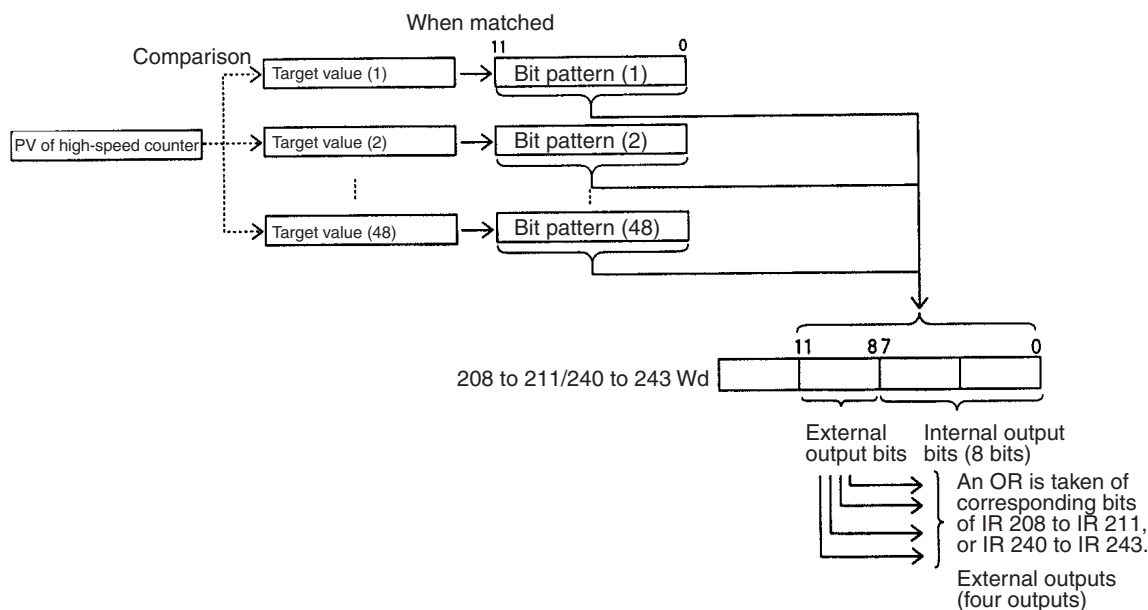 When matched
11 0
Comparison
Target value (1)
Bit pattern (1)
PV of high-speed counter
Target value (2)
Bit pattern (2)
Target value (48)
Bit pattern (48)
11 8 7 0
208 to 211/240 to 243 Wd
External
output bits
Internal output
bits (8 bits)
An OR is taken of
corresponding bits
of IR 208 to IR 211,
or IR 240 to IR 243.
External outputs
(four outputs)